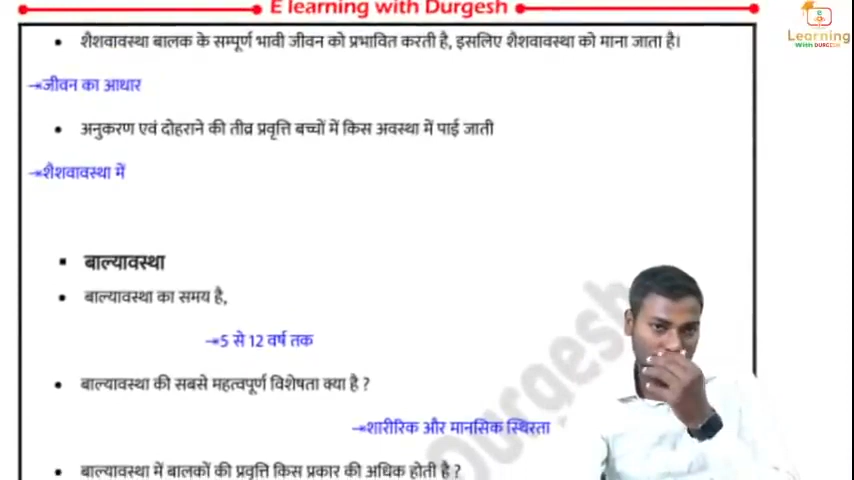 E learning with Durgesh
Learning
With DURGESH
• शैशवावस्था बालक के सम्पूर्ण भावी जीवन को प्रभावित करती है, इसलिए शैशवावस्था को माना जाता है।
→जीवन का आधार
• अनुकरण एवं दोहराने की तीव्र प्रवृत्ति बच्चों में किस अवस्था में पाई जाती
→शैशवावस्था में
▪ बाल्यावस्था
• बाल्यावस्था का समय है,
→5 से 12 वर्ष तक
• बाल्यावस्था की सबसे महत्वपूर्ण विशेषता क्या है ?
→शारीरिक और मानसिक स्थिरता
• बाल्यावस्था में बालकों की प्रवृत्ति किस प्रकार की अधिक होती है ?
Durgesh